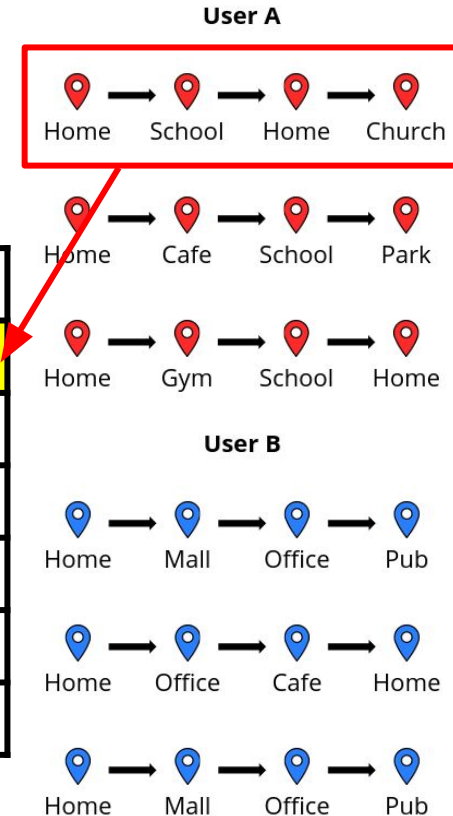 User A
Home School Home Church
Home Cafe School Park
Home Gym School Home
User B
Home Mall Office Pub
Home Office Cafe Home
Home Mall Office Pub